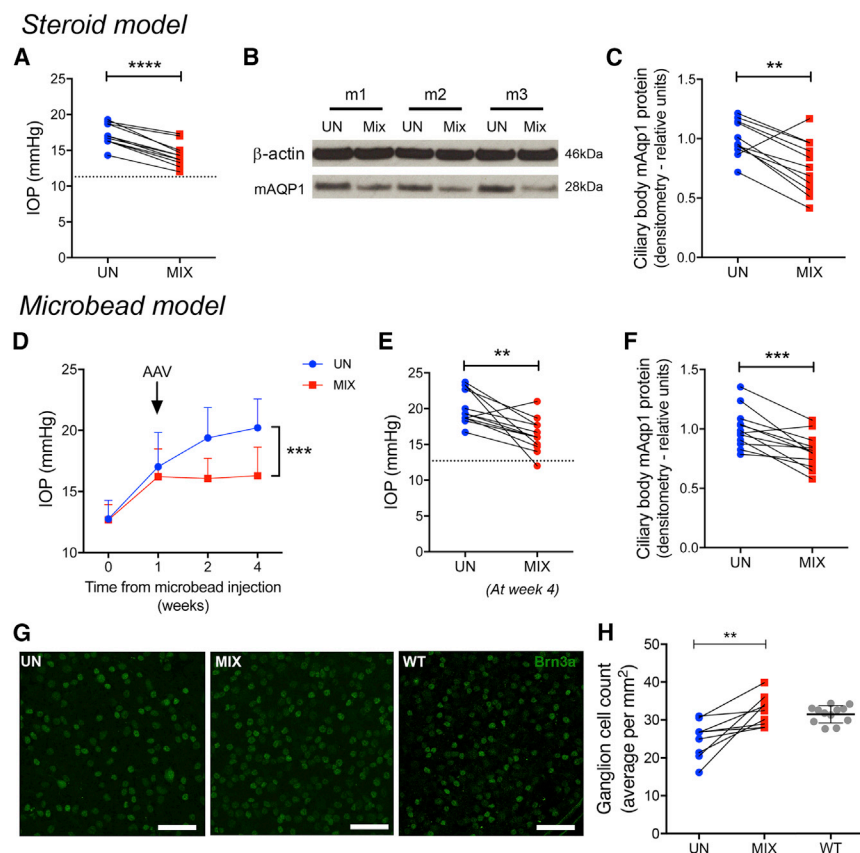 Steroid model
A
****
IOP (mmHg)
25
20
15
10
5
0
UN
MIX
B
m1
m2
m3
UN
Mix
UN
Mix
UN
Mix
β-actin
46kDa
mAQP1
28kDa
C
**
Ciliary body mAqp1 protein
(densitometry - relative units)
1.5
1.0
0.5
0.0
UN
MIX
Microbead model
D
AAV
UN
MIX
***
IOP (mmHg)
25
20
15
10
0
1
2
4
Time from microbead injection
(weeks)
E
**
IOP (mmHg)
25
20
15
10
5
0
UN
MIX
(At week 4)
F
***
Ciliary body mAqp1 protein
(densitometry - relative units)
1.5
1.0
0.5
0.0
UN
MIX
G
UN
MIX
WT
Brn3a
H
**
Ganglion cell count
(average per mm²)
50
40
30
20
10
0
UN
MIX
WT